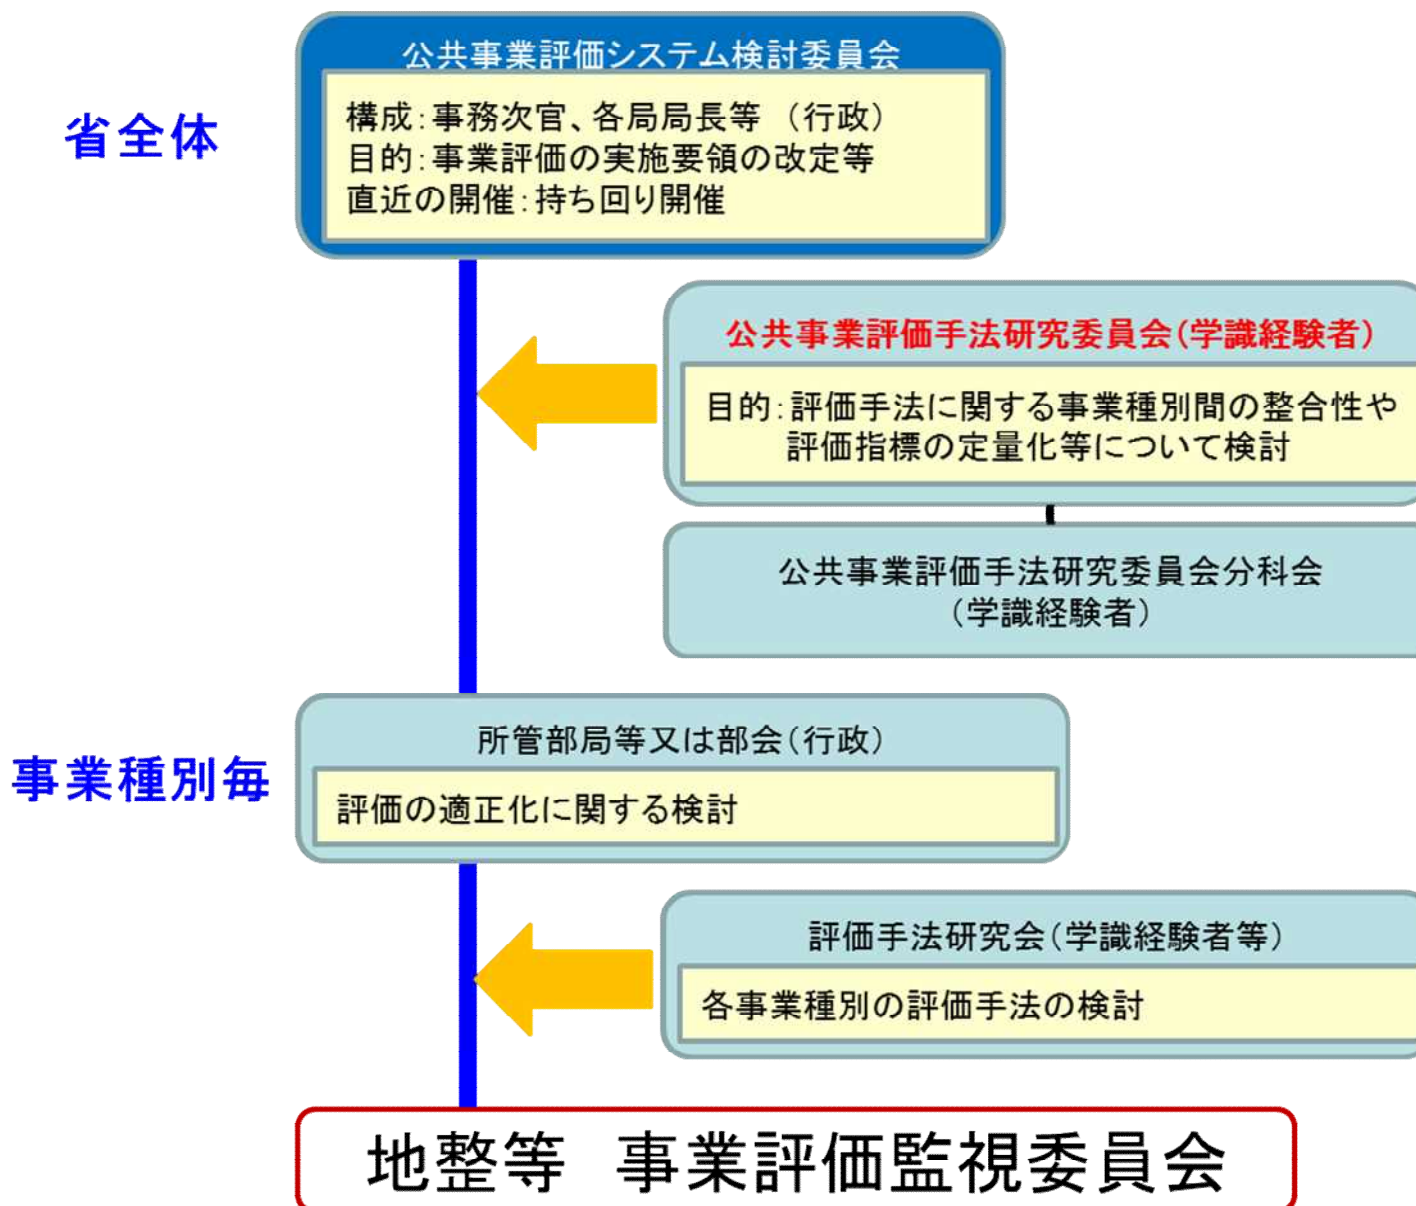 公共事業評価システム検討委員会
省全体
構成：事務次官、各局局長等　（行政）
目的：事業評価の実施要領の改定等
直近の開催：持ち回り開催
公共事業評価手法研究委員会（学識経験者）
目的：評価手法に関する事業種別間の整合性や
評価指標の定量化等について検討
公共事業評価手法研究委員会分科会
（学識経験者）
事業種別毎
所管部局等又は部会（行政）
評価の適正化に関する検討
評価手法研究会（学識経験者等）
各事業種別の評価手法の検討
地整等　事業評価監視委員会